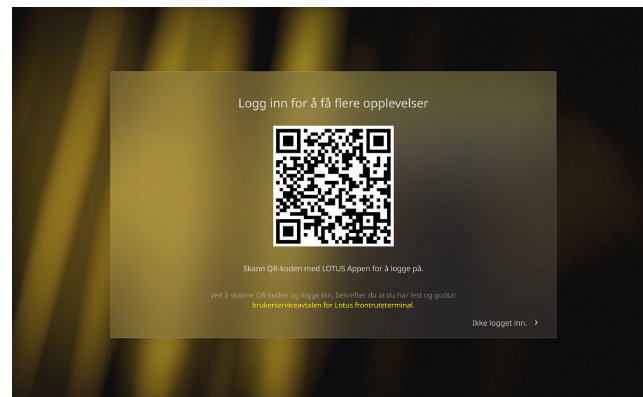 Logg inn for å få flere opplevelser
Skann QR-koden med LOTUS Appen for å logge på.
Ved å skanne QR-koden og logge inn, bekrefter du at du har lest og godtar
brukerserviceavtalen for Lotus frontruteterminal.
Ikke logget inn.